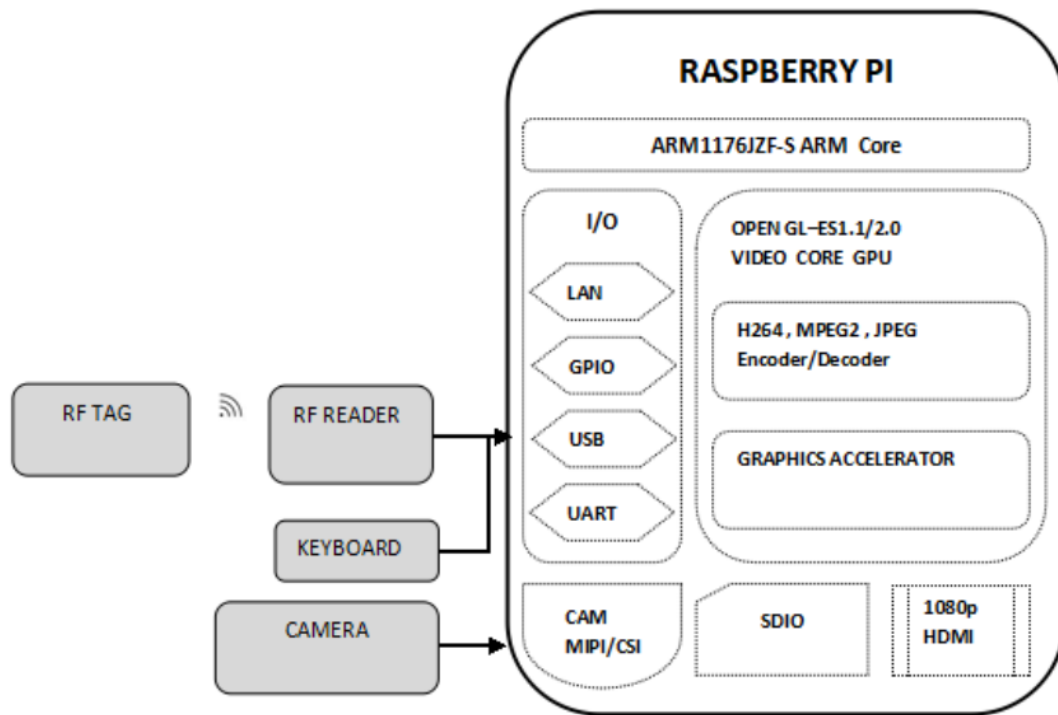 RASPBERRY PI
ARM1176JZF-S ARM Core
I/O
LAN
GPIO
USB
UART
OPEN GL–ES1.1/2.0
VIDEO CORE GPU
H264 , MPEG2 , JPEG
Encoder/Decoder
GRAPHICS ACCELERATOR
RF TAG
RF READER
KEYBOARD
CAMERA
CAM
MIPI/CSI
SDIO
1080p
HDMI